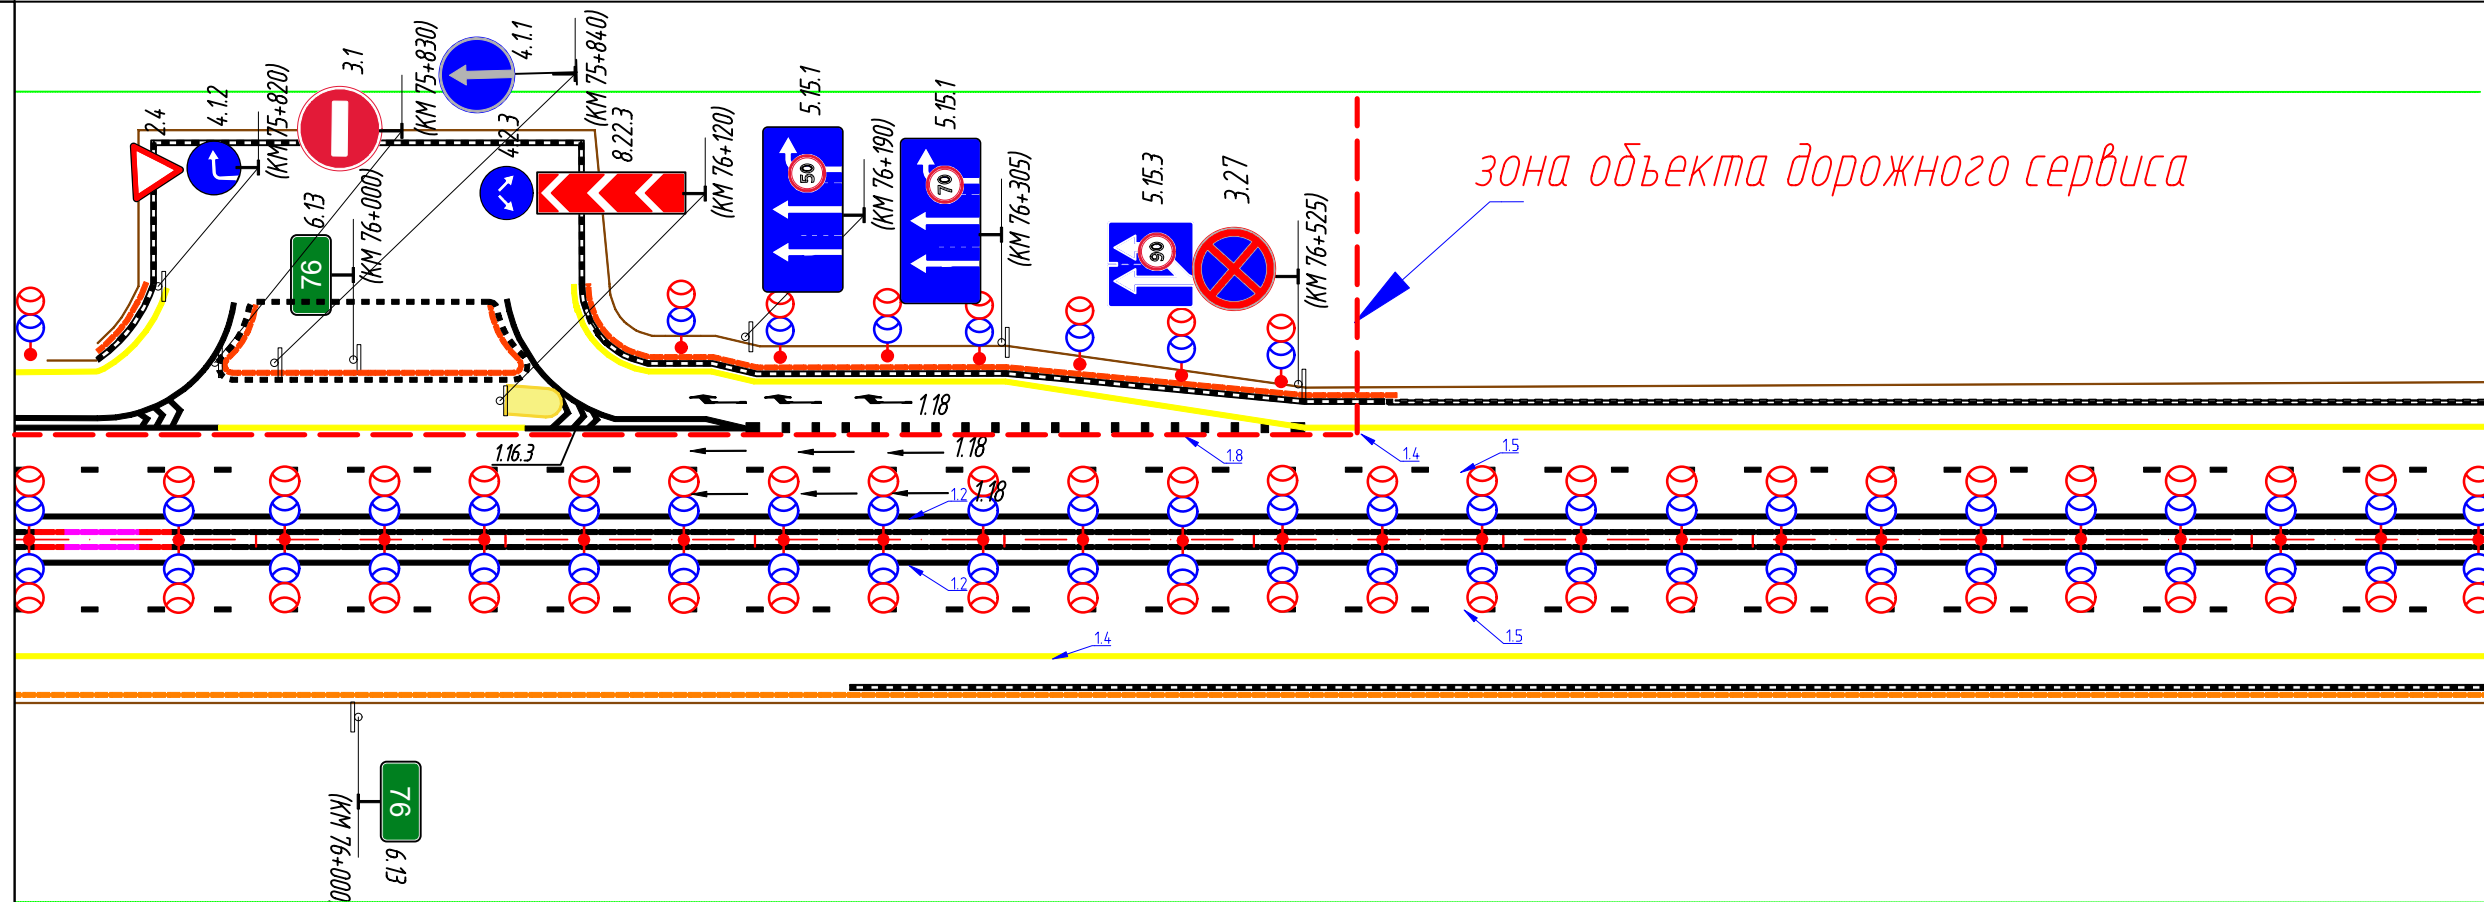 2.4
4.1.2
(КМ 75+820)
3.1
(КМ 75+830)
4.1.1
(КМ 75+840)
6.13
76
(КМ 76+000)
4.2.3
8.22.3
(КМ 76+120)
5.15.1
50
(КМ 76+190)
5.15.1
70
(КМ 76+305)
5.15.3
90
3.27
(КМ 76+525)
зона объекта дорожного сервиса
1.18
1.18
1.18
1.16.3
1.8
1.4
1.5
1.2
1.2
1.4
1.5
76
6.13
(КМ 76+000)